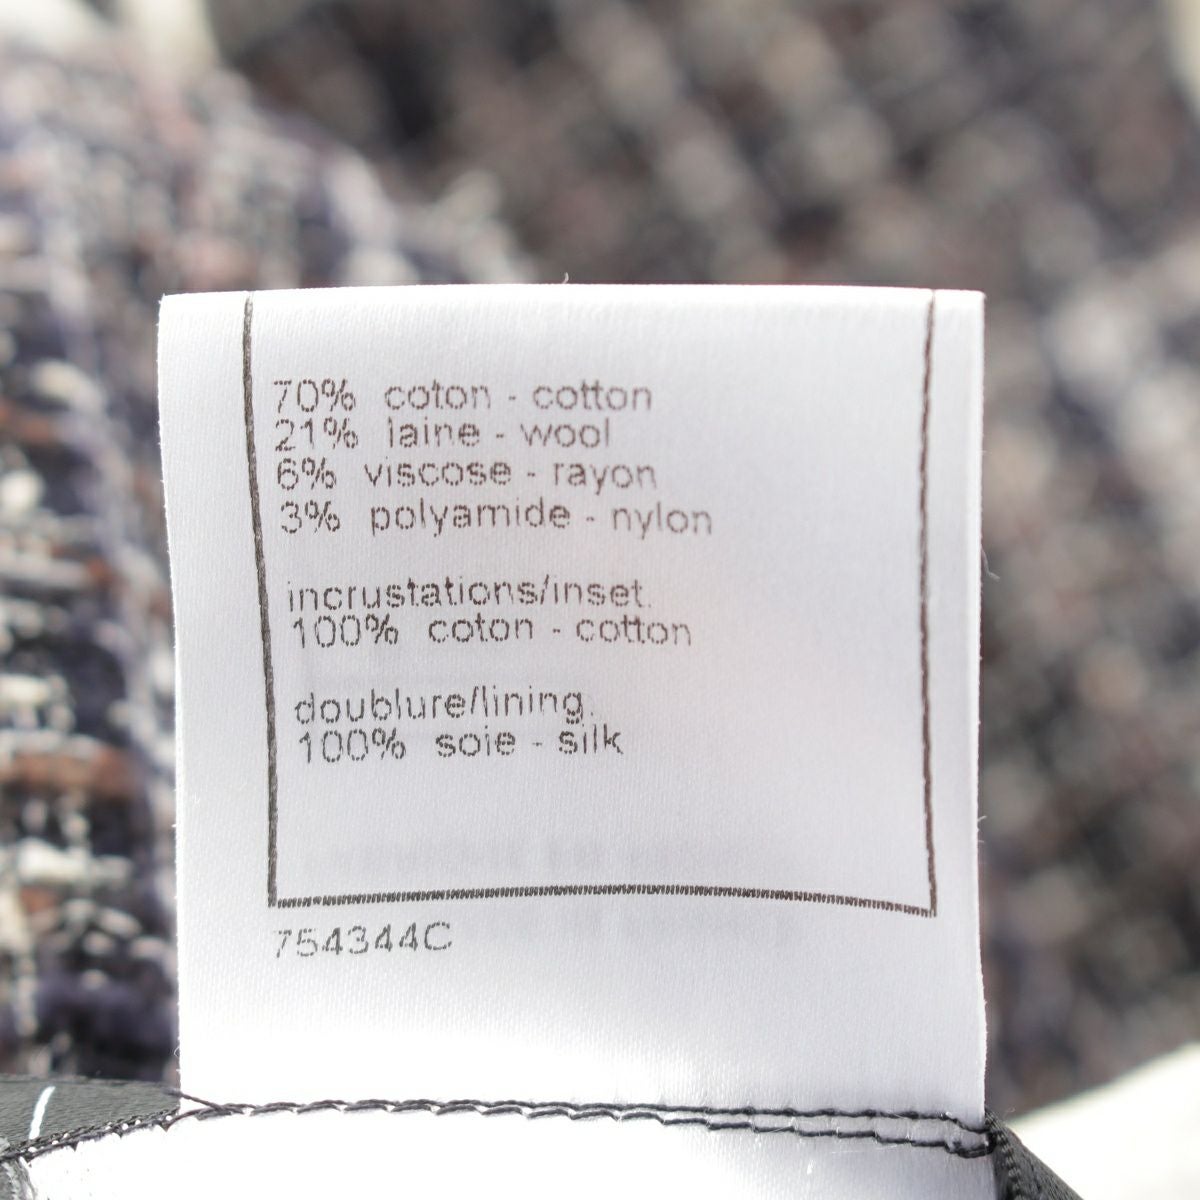 70% coton - cotton
21% laine - wool
6% viscose - rayon
3% polyamide - nylon
incrustations/inset.
100% coton - cotton
doublure/lining.
100% soie - silk
754344C